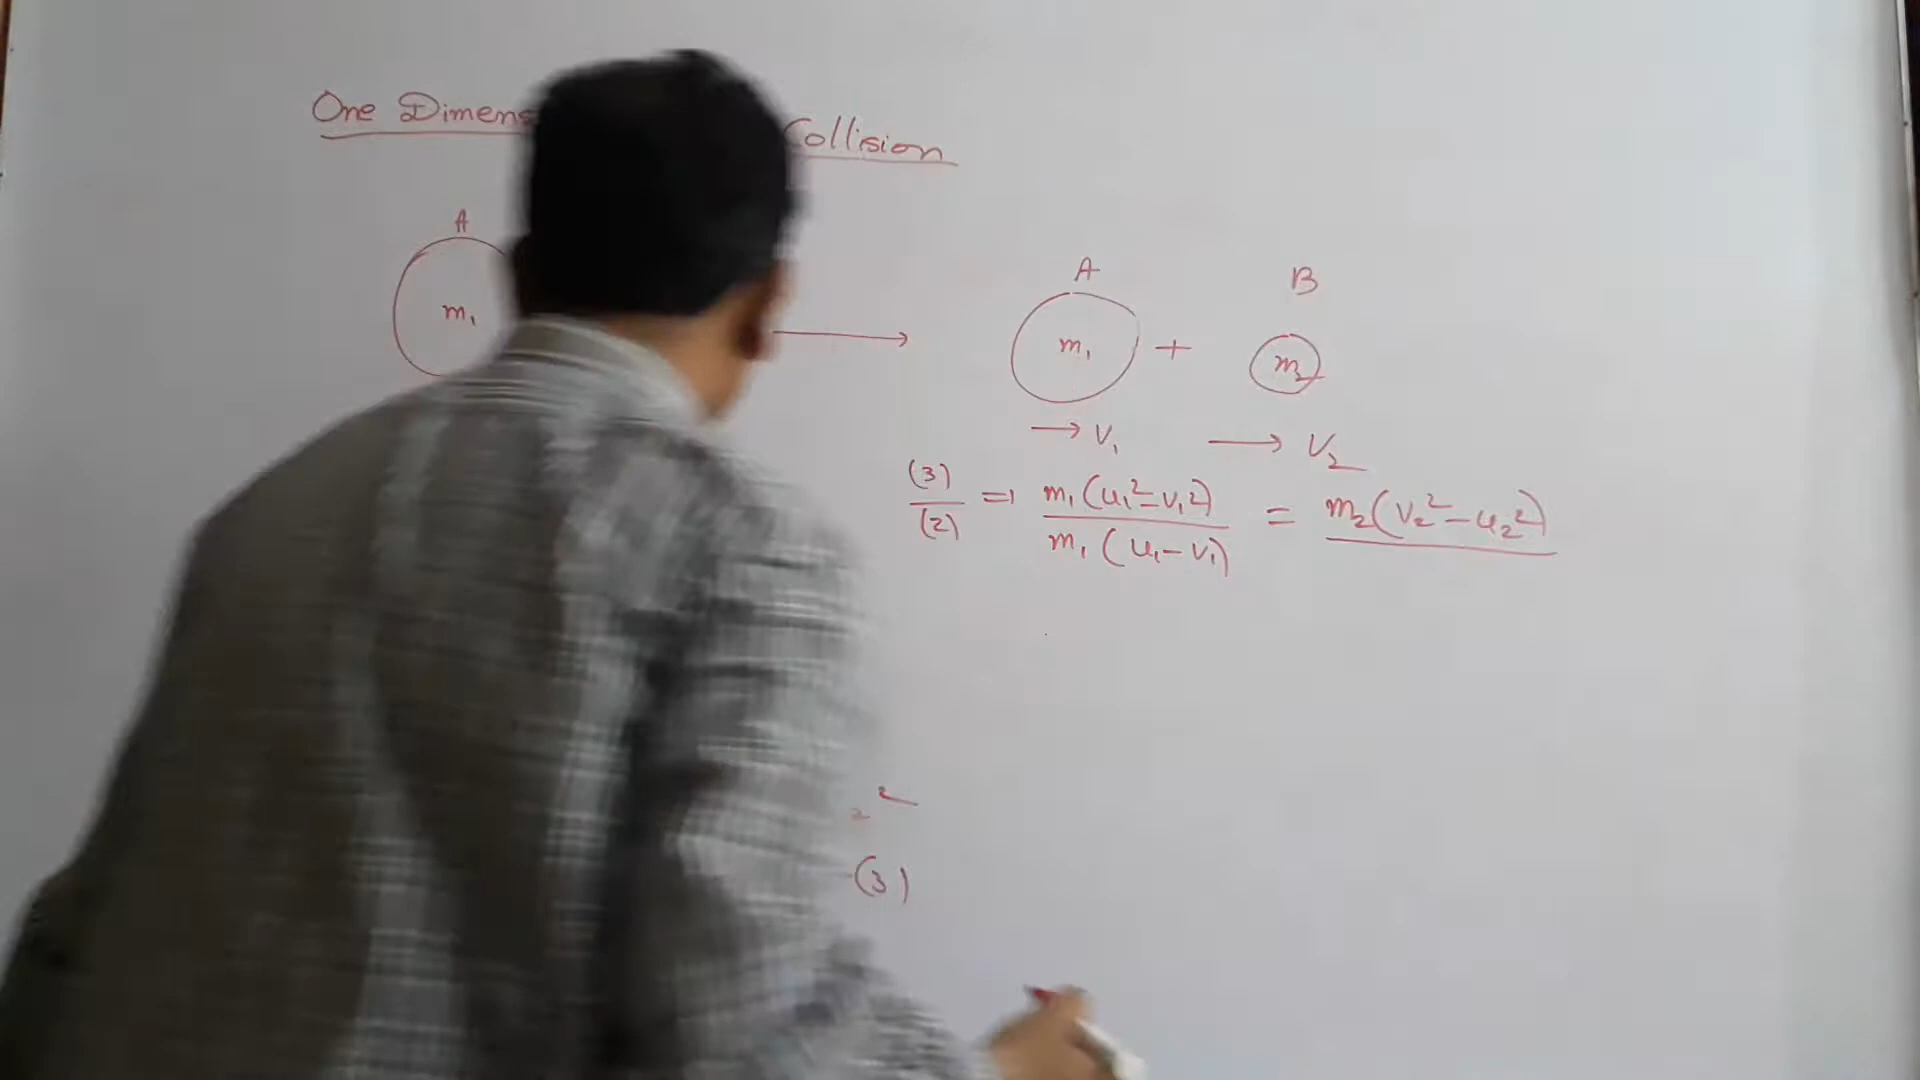 One Collision
A
m₁
A B
m₁ + m₂
→ V₁ → V₂
(3)/(2) ⇒ m₁(u₁²-v₁²)/m₁(u₁-v₁) = m₂(v₂²-u₂²)
₂²
(3)